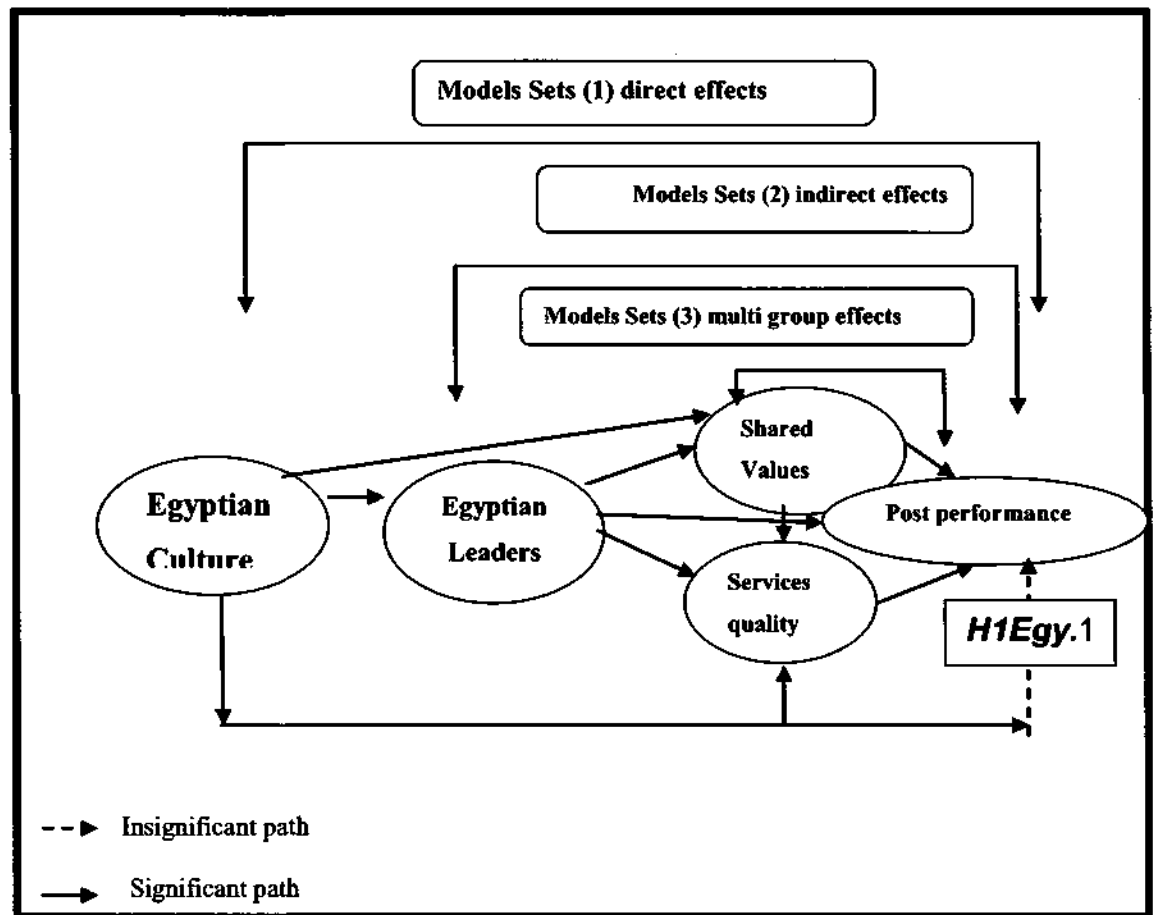 Models Sets (1) direct effects
Models Sets (2) indirect effects
Models Sets (3) multi group effects
Shared
Values
Egyptian
Culture
Egyptian
Leaders
Post performance
Services
quality
H1Egy.1
Insignificant path
Significant path